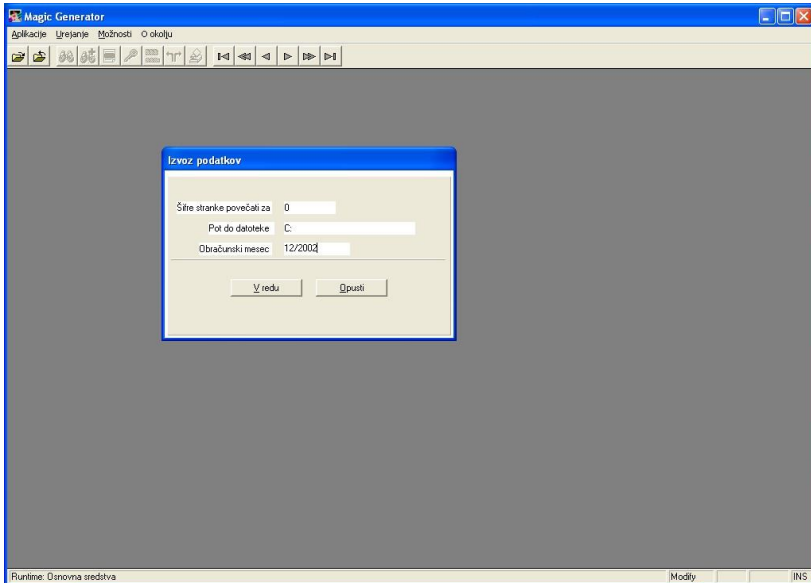 Magic Generator
Aplikacije Urejanje Možnosti O okolju
Izvoz podatkov
Šifre stranke povečati za 0
Pot do datoteke C:
Obračunski mesec 12/2002
V redu Opusti
Runtime: Osnovna sredstva Modify INS